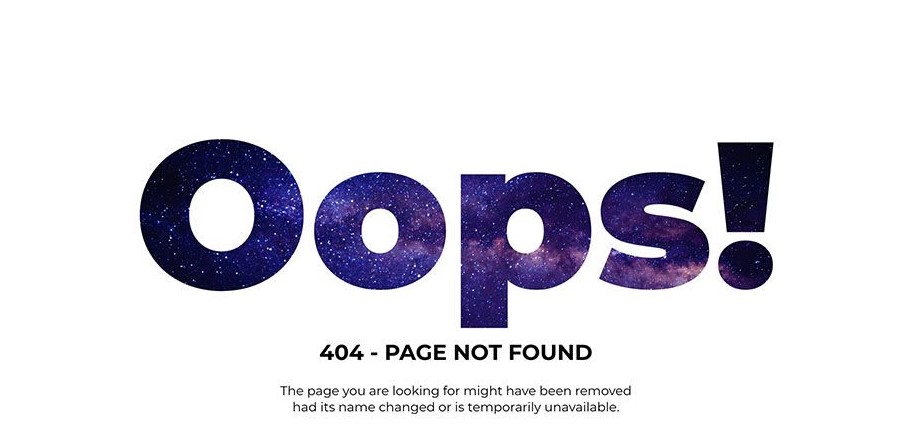 Oops!
404 - PAGE NOT FOUND
The page you are looking for might have been removed
had its name changed or is temporarily unavailable.